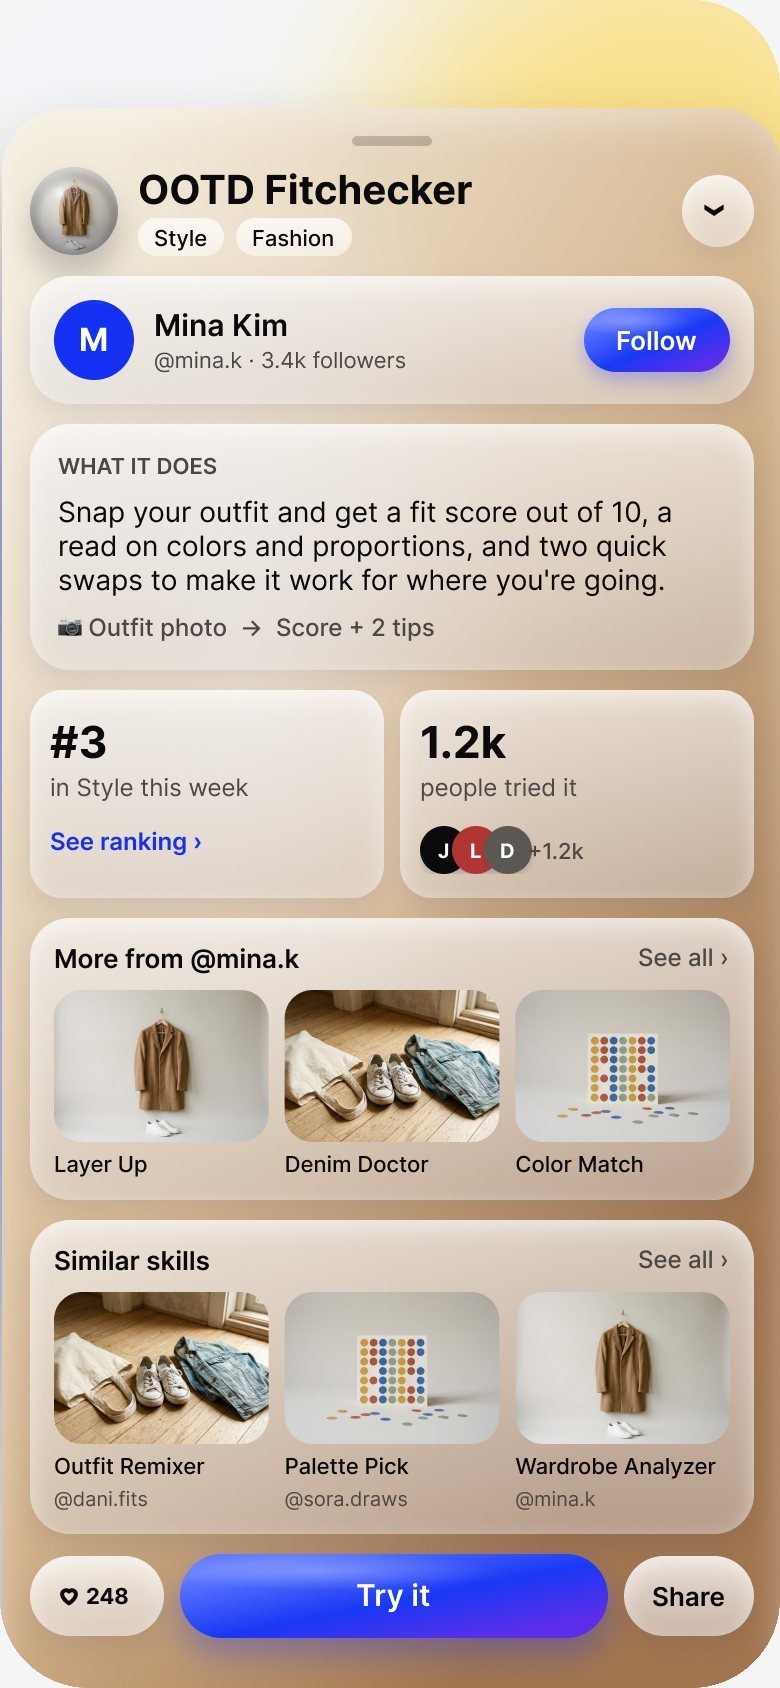 OOTD Fitchecker
Style
Fashion
M
Mina Kim
@mina.k · 3.4k followers
Follow
WHAT IT DOES
Snap your outfit and get a fit score out of 10, a
read on colors and proportions, and two quick
swaps to make it work for where you're going.
📷 Outfit photo → Score + 2 tips
#3
in Style this week
See ranking ›
1.2k
people tried it
J L D +1.2k
More from @mina.k
See all ›
Layer Up
Denim Doctor
Color Match
Similar skills
See all ›
Outfit Remixer
@dani.fits
Palette Pick
@sora.draws
Wardrobe Analyzer
@mina.k
248
Try it
Share